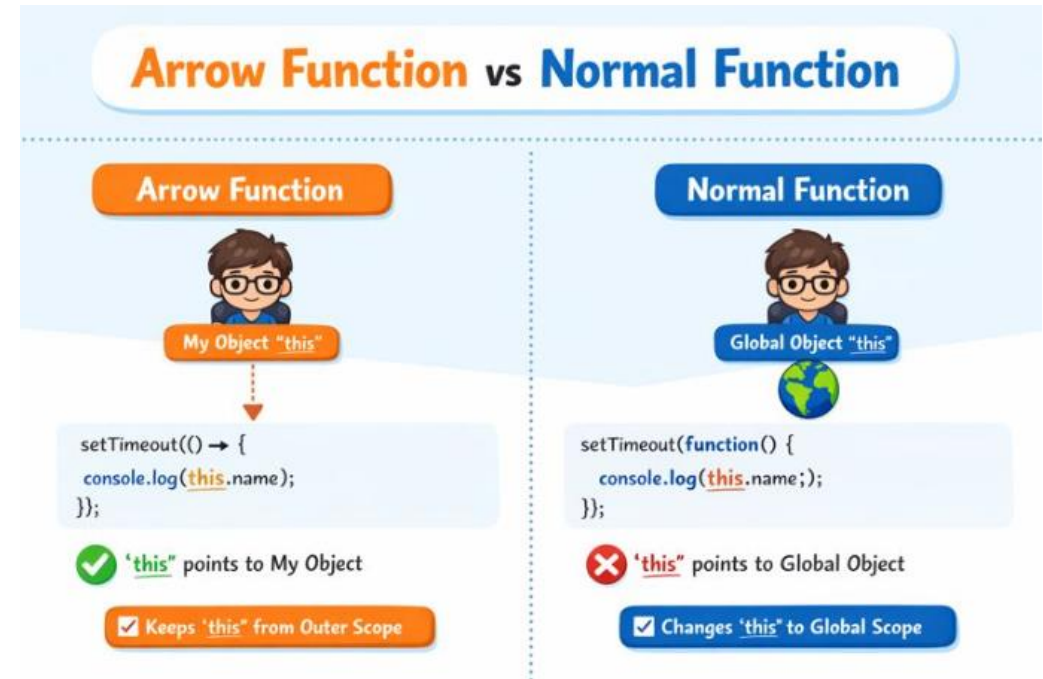 Arrow Function vs Normal Function
Arrow Function
My Object "this"
setTimeout(() → {
console.log(this.name);
}};
'this" points to My Object
Keeps 'this" from Outer Scope
Normal Function
Global Object "this"
setTimeout(function() {
console.log(this.name;);
}};
'this" points to Global Object
Changes 'this" to Global Scope